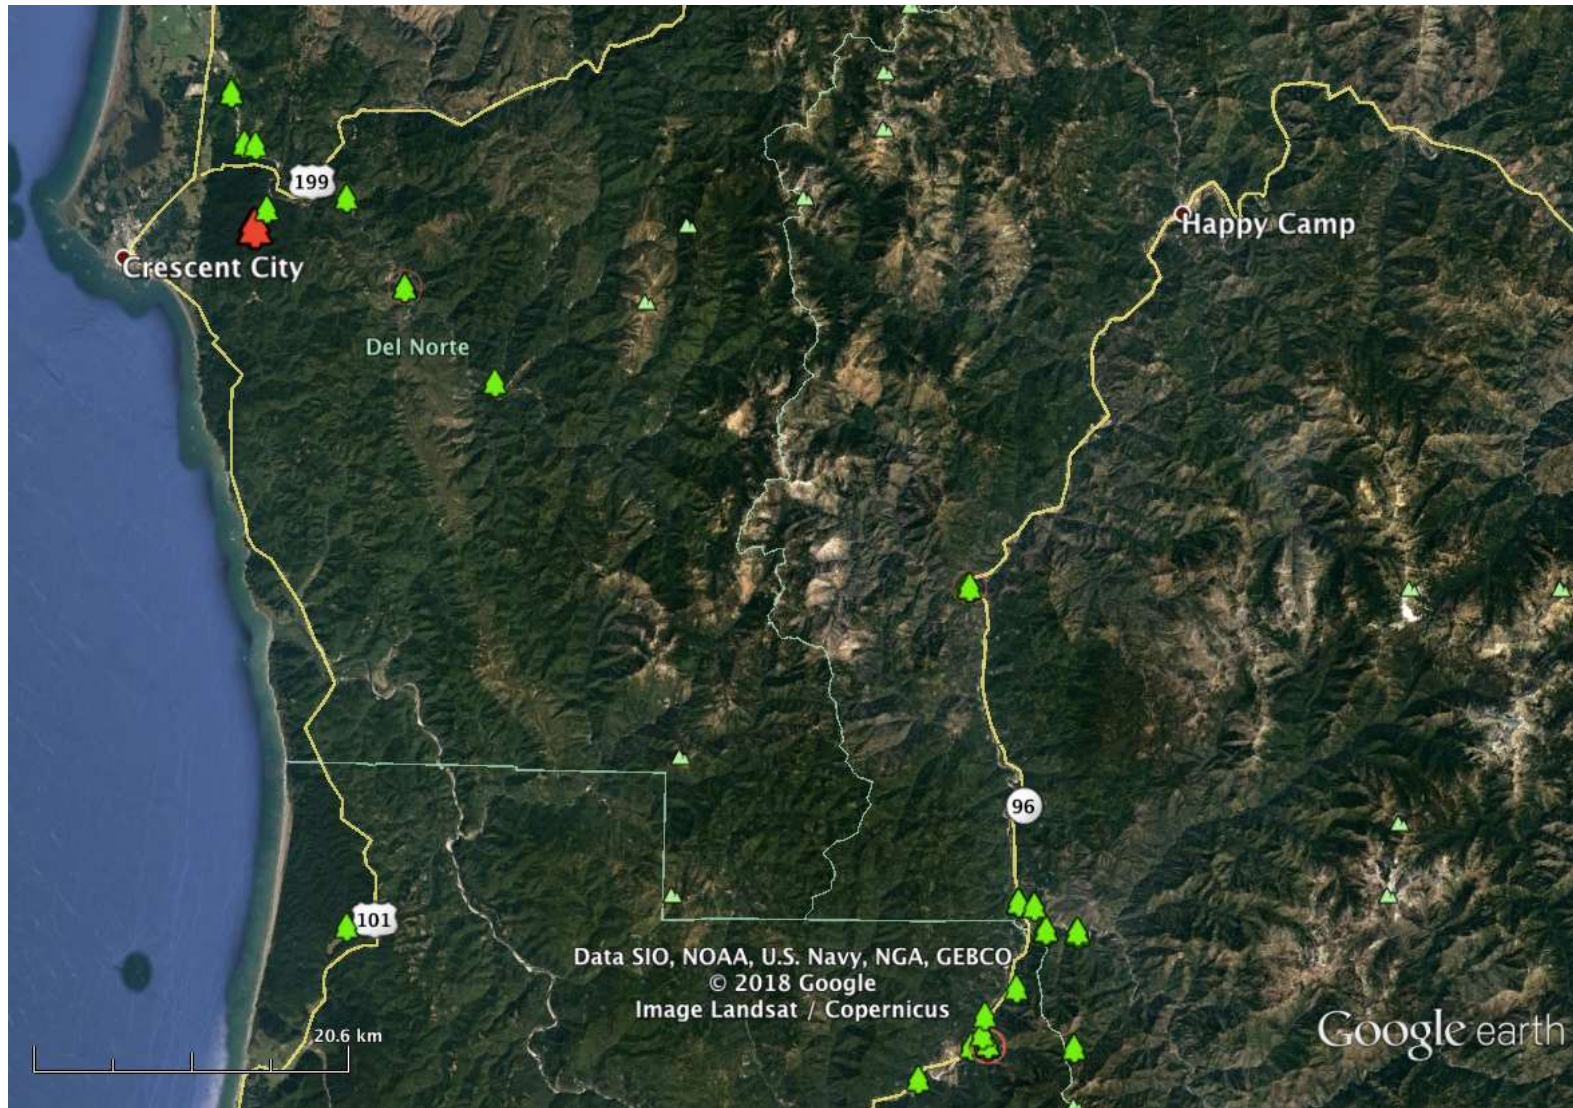 199
Happy Camp
Crescent City
Del Norte
96
101
Data SIO, NOAA, U.S. Navy, NGA, GEBCO
© 2018 Google
Image Landsat / Copernicus
20.6 km
Google earth